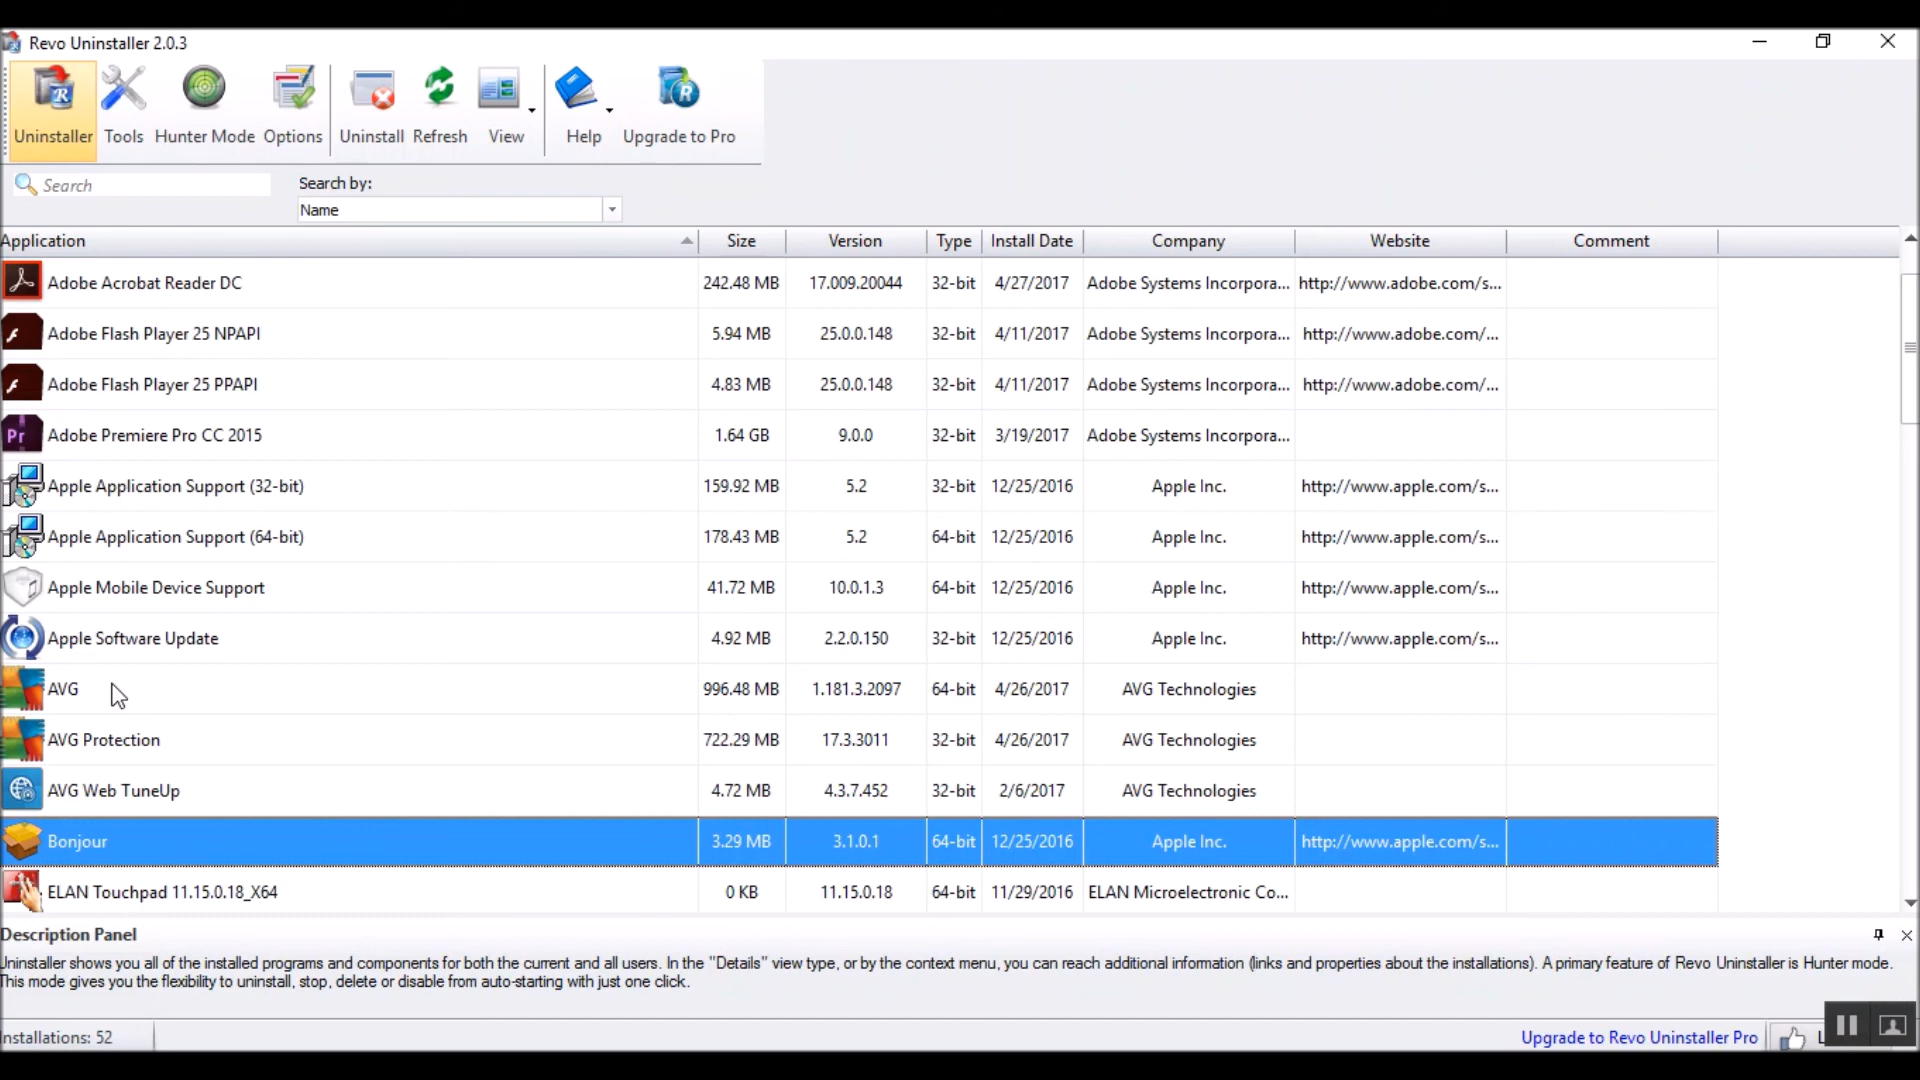 Revo Uninstaller 2.0.3
Uninstaller Tools Hunter Mode Options Uninstall Refresh View Help Upgrade to Pro
Search
Search by:
Name
Application Size Version Type Install Date Company Website Comment
Adobe Acrobat Reader DC 242.48 MB 17.009.20044 32-bit 4/27/2017 Adobe Systems Incorpora... http://www.adobe.com/s...
Adobe Flash Player 25 NPAPI 5.94 MB 25.0.0.148 32-bit 4/11/2017 Adobe Systems Incorpora... http://www.adobe.com/...
Adobe Flash Player 25 PPAPI 4.83 MB 25.0.0.148 32-bit 4/11/2017 Adobe Systems Incorpora... http://www.adobe.com/...
Pr Adobe Premiere Pro CC 2015 1.64 GB 9.0.0 32-bit 3/19/2017 Adobe Systems Incorpora...
Apple Application Support (32-bit) 159.92 MB 5.2 32-bit 12/25/2016 Apple Inc. http://www.apple.com/s...
Apple Application Support (64-bit) 178.43 MB 5.2 64-bit 12/25/2016 Apple Inc. http://www.apple.com/s...
Apple Mobile Device Support 41.72 MB 10.0.1.3 64-bit 12/25/2016 Apple Inc. http://www.apple.com/s...
Apple Software Update 4.92 MB 2.2.0.150 32-bit 12/25/2016 Apple Inc. http://www.apple.com/s...
AVG 996.48 MB 1.181.3.2097 64-bit 4/26/2017 AVG Technologies
AVG Protection 722.29 MB 17.3.3011 32-bit 4/26/2017 AVG Technologies
AVG Web TuneUp 4.72 MB 4.3.7.452 32-bit 2/6/2017 AVG Technologies
Bonjour 3.29 MB 3.1.0.1 64-bit 12/25/2016 Apple Inc. http://www.apple.com/s...
ELAN Touchpad 11.15.0.18_X64 0 KB 11.15.0.18 64-bit 11/29/2016 ELAN Microelectronic Co...
Description Panel
Uninstaller shows you all of the installed programs and components for both the current and all users. In the "Details" view type, or by the context menu, you can reach additional information (links and properties about the installations). A primary feature of Revo Uninstaller is Hunter mode.
This mode gives you the flexibility to uninstall, stop, delete or disable from auto-starting with just one click.
nstallations: 52 Upgrade to Revo Uninstaller Pro